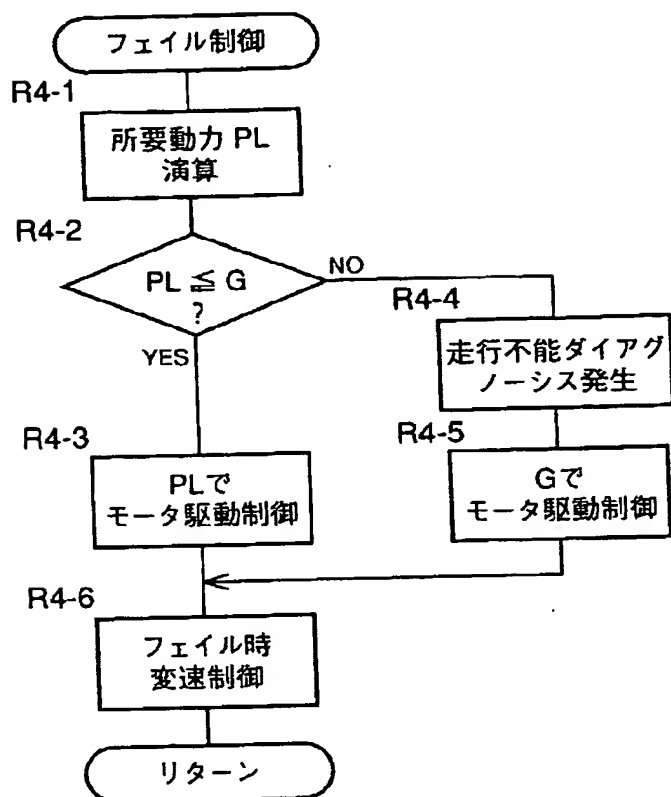 フェイル制御
R4-1
所要動力 PL
演算
R4-2
PL ≦ G
?
NO
YES
R4-4
走行不能ダイアグ
ノーシス発生
R4-3
R4-5
PLで
モータ駆動制御
Gで
モータ駆動制御
R4-6
フェイル時
変速制御
リターン